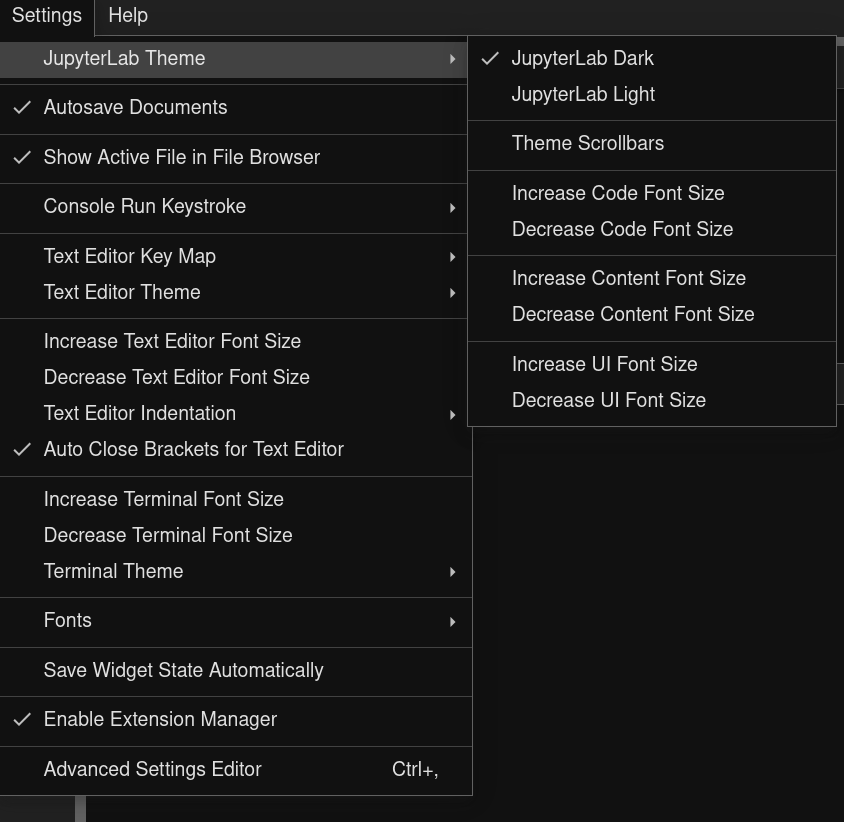 Settings Help
JupyterLab Theme
Autosave Documents
Show Active File in File Browser
Console Run Keystroke
Text Editor Key Map
Text Editor Theme
Increase Text Editor Font Size
Decrease Text Editor Font Size
Text Editor Indentation
Auto Close Brackets for Text Editor
Increase Terminal Font Size
Decrease Terminal Font Size
Terminal Theme
Fonts
Save Widget State Automatically
Enable Extension Manager
Advanced Settings Editor Ctrl+,
JupyterLab Dark
JupyterLab Light
Theme Scrollbars
Increase Code Font Size
Decrease Code Font Size
Increase Content Font Size
Decrease Content Font Size
Increase UI Font Size
Decrease UI Font Size